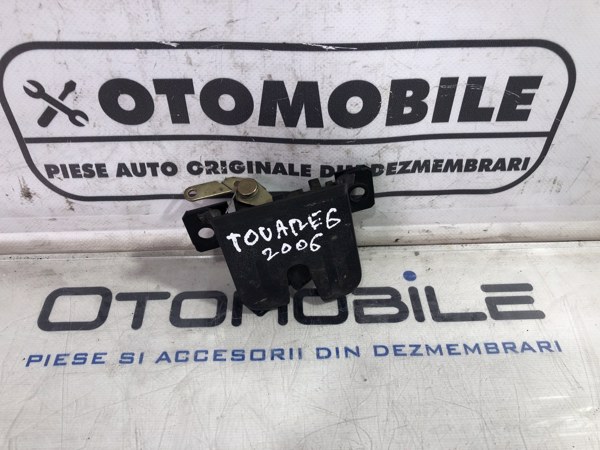 OTOMOBILE
PIESE AUTO ORIGINALE DIN DEZMEMBRARI
TOUAREG
2006
OTOMOBILE
PIESE SI ACCESORII DIN DEZMEMBRARI